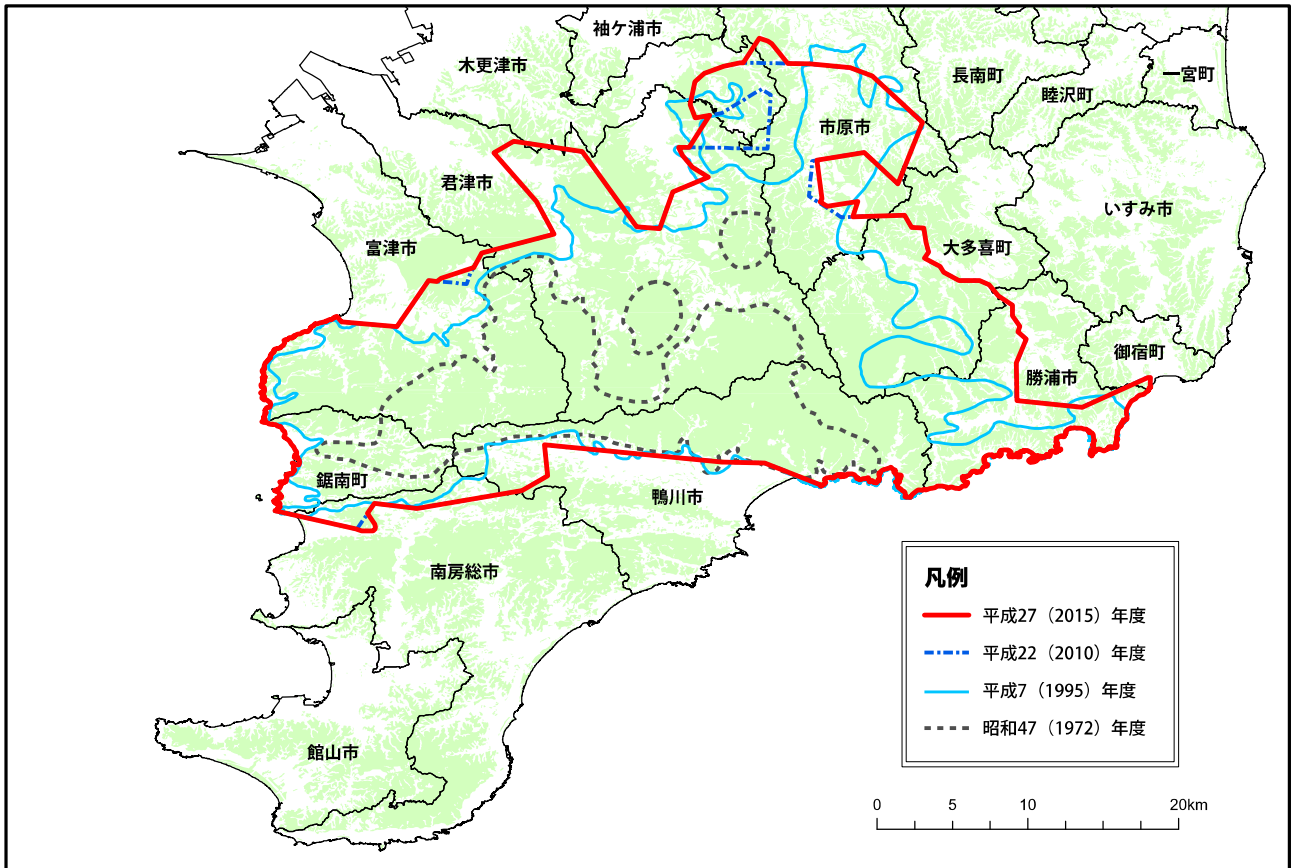 袖ケ浦市
木更津市
長南町
一宮町
睦沢町
市原市
君津市
いすみ市
富津市
大多喜町
御宿町
勝浦市
鋸南町
鴨川市
南房総市
館山市
凡例
平成27（2015）年度
平成22（2010）年度
平成7（1995）年度
昭和47（1972）年度
0 5 10 20km